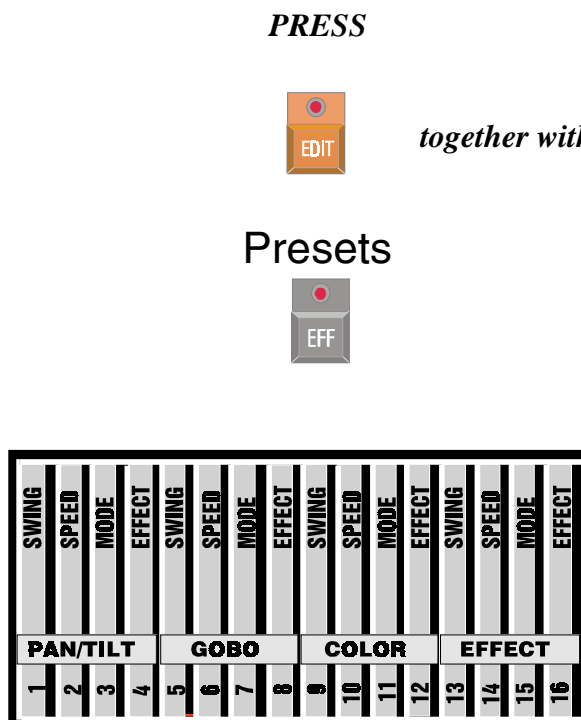 PRESS
EDIT
together with
Presets
EFF
SWING SPEED MODE EFFECT SWING SPEED MODE EFFECT SWING SPEED MODE EFFECT SWING SPEED MODE EFFECT
PAN/TILT GOBO COLOR EFFECT
1 2 3 4 5 6 7 8 9 10 11 12 13 14 15 16